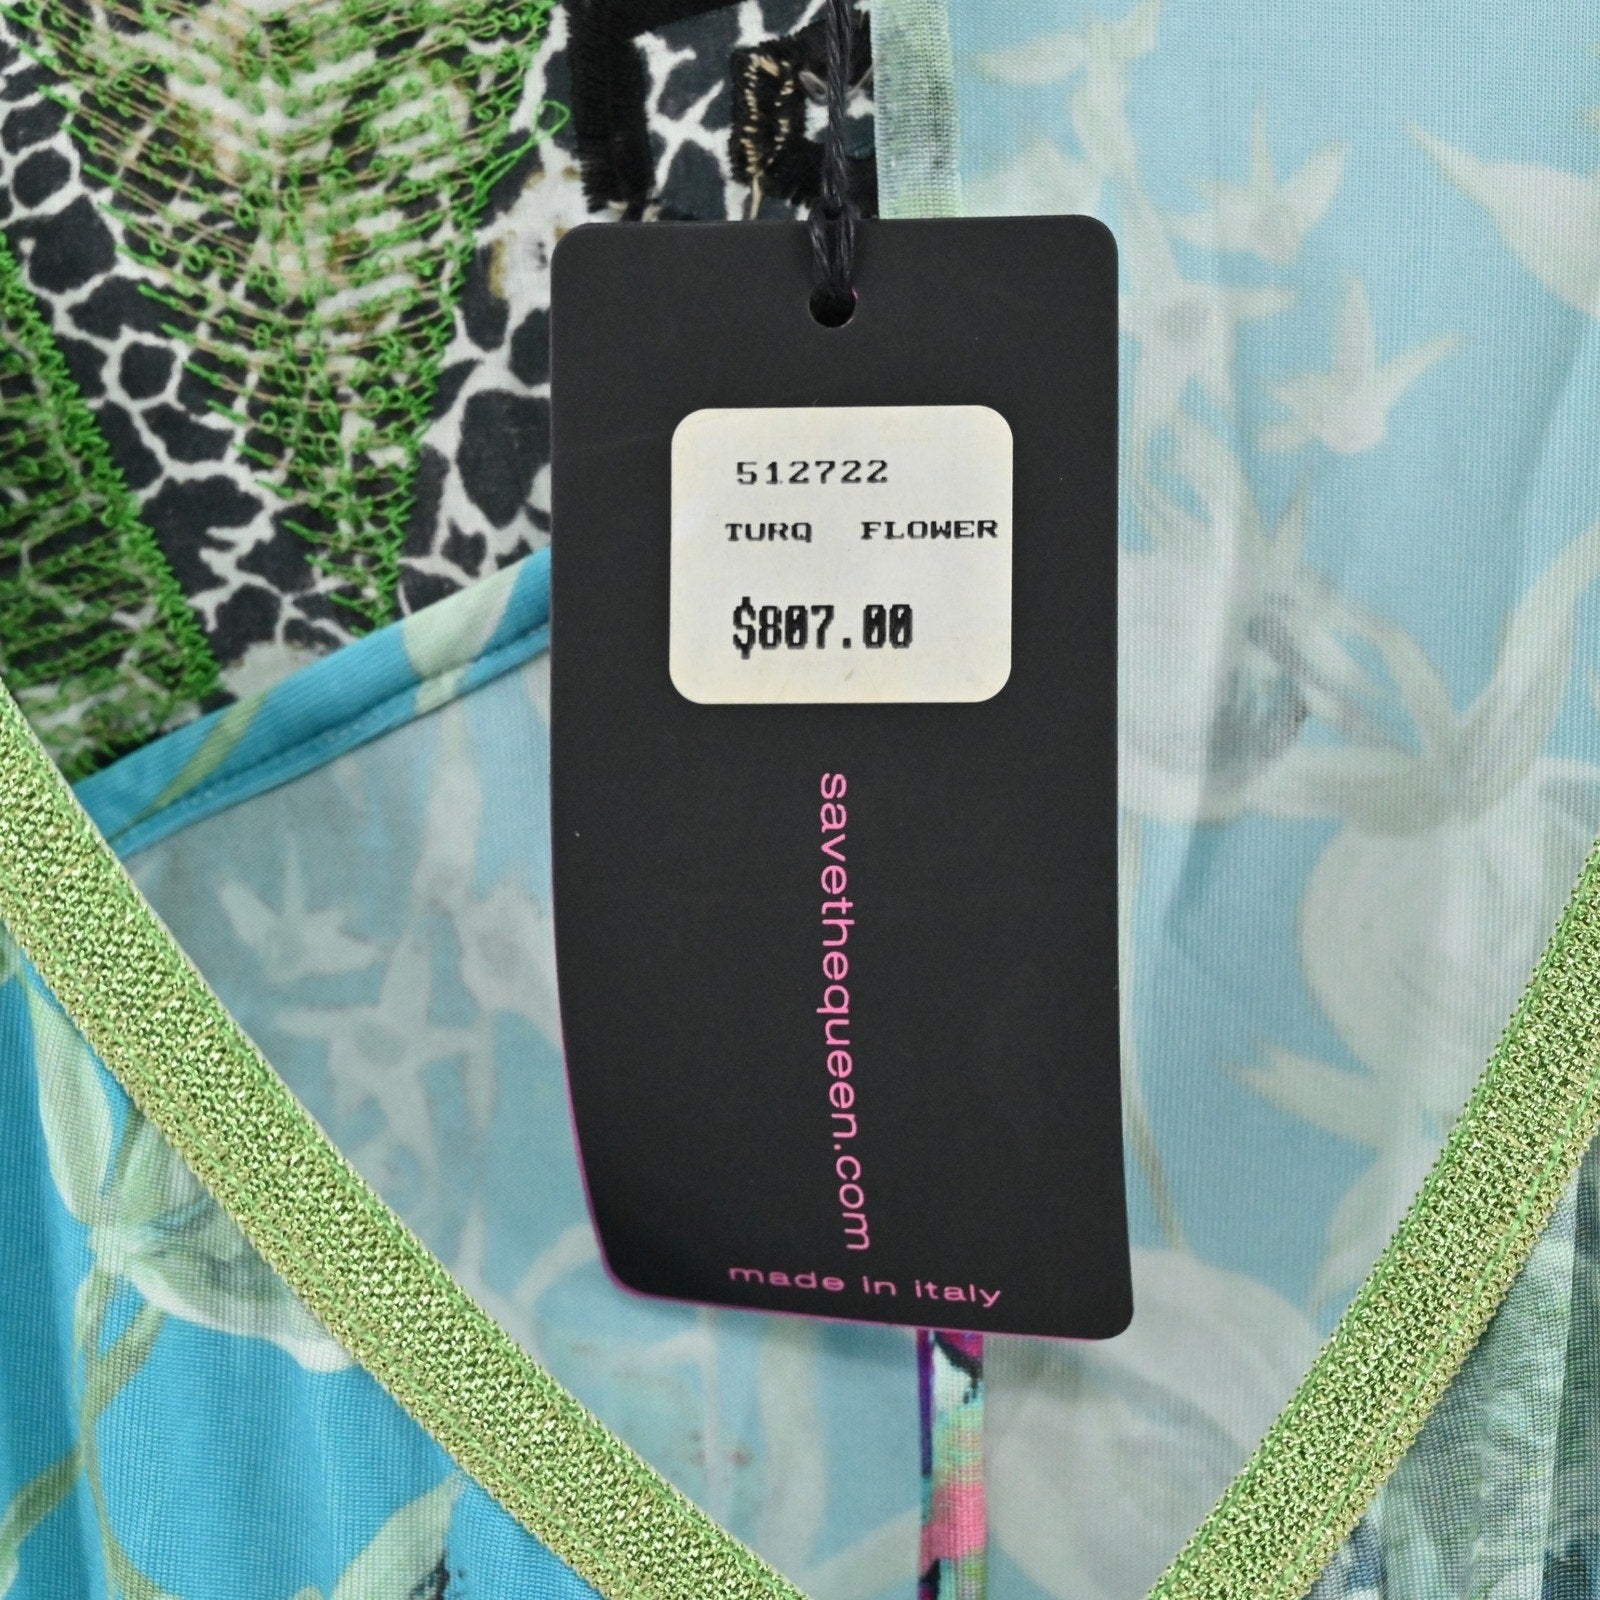 512722
TURQ FLOWER
$807.00
savethequeen.com
made in italy